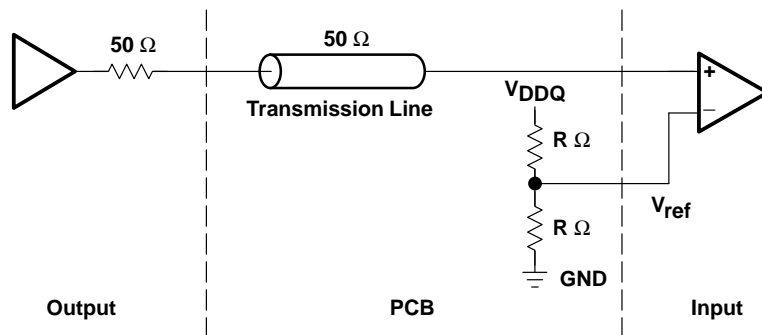 50 Ω
50 Ω
Transmission Line
VDDQ
+
R Ω
−
Vref
R Ω
GND
Output
PCB
Input